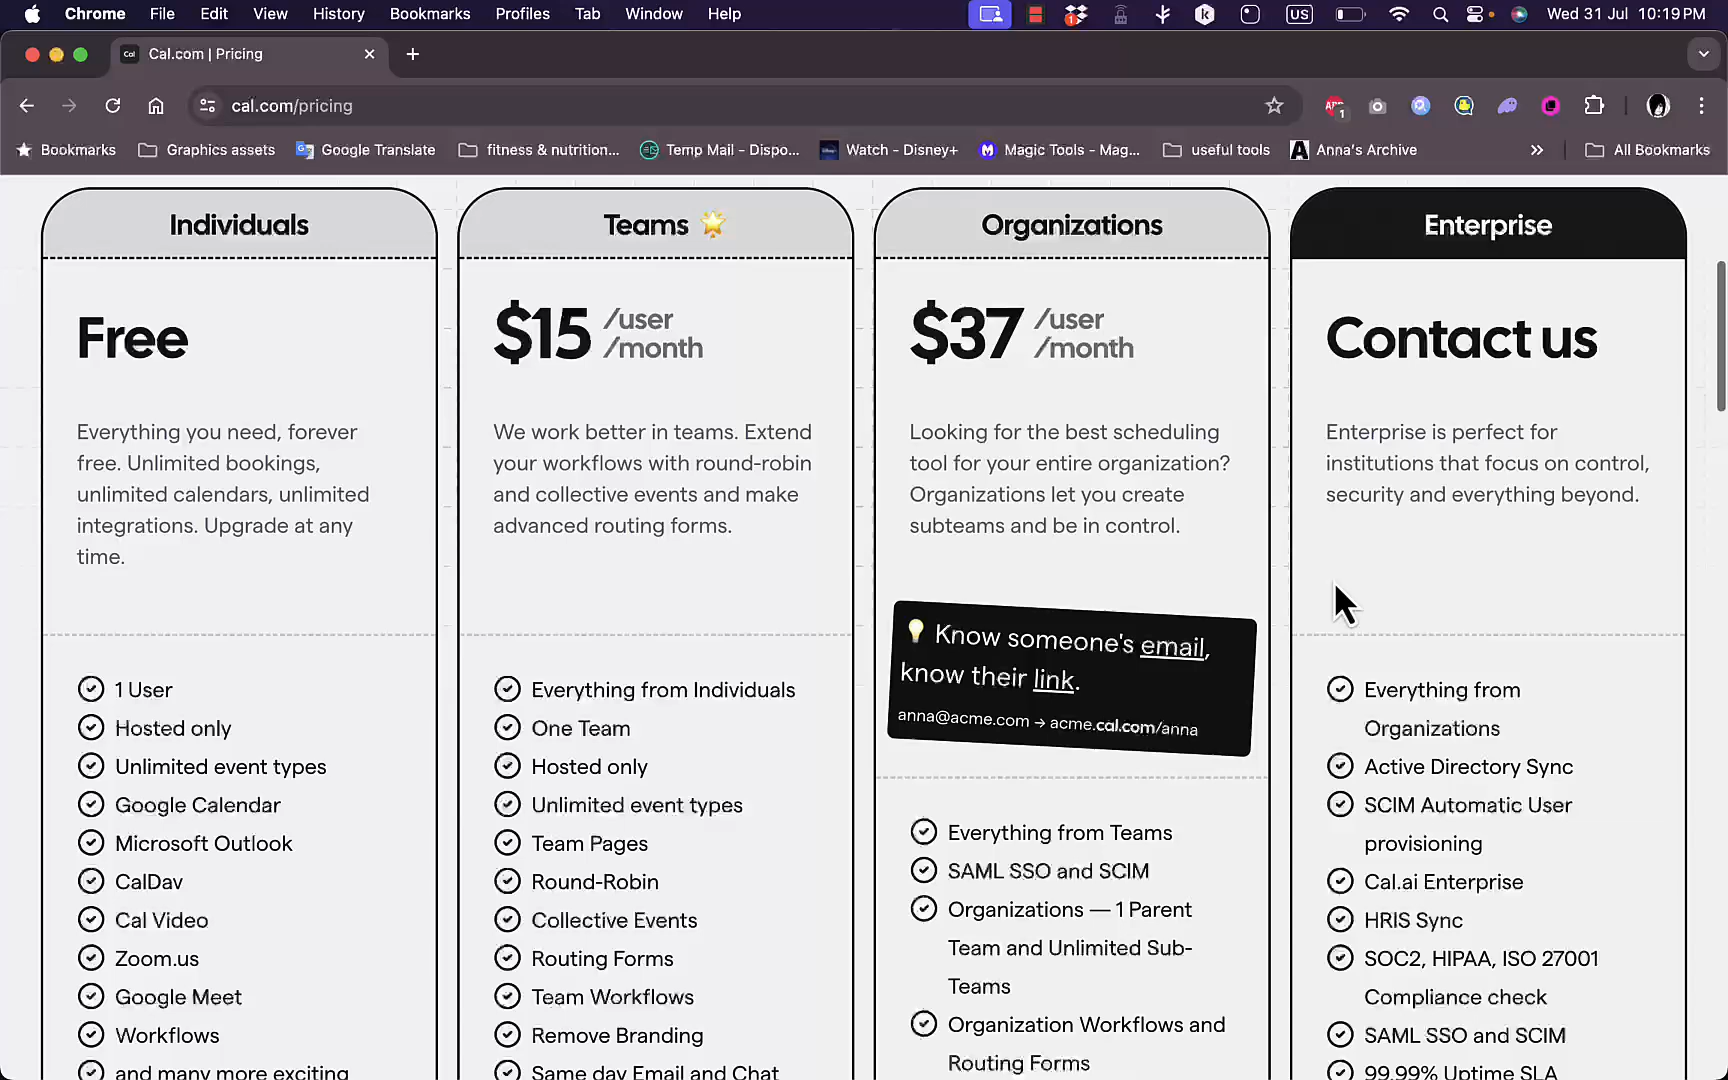 Chrome File Edit View History Bookmarks Profiles Tab Window Help
1
US
Wed 31 Jul 10:19 PM
Cal Cal.com | Pricing
cal.com/pricing
ABP 1
Bookmarks Graphics assets Google Translate fitness & nutrition... Temp Mail - Dispo... Watch - Disney+ Magic Tools - Mag... useful tools Anna's Archive All Bookmarks
Individuals
Free
Everything you need, forever
free. Unlimited bookings,
unlimited calendars, unlimited
integrations. Upgrade at any
time.
1 User
Hosted only
Unlimited event types
Google Calendar
Microsoft Outlook
CalDav
Cal Video
Zoom.us
Google Meet
Workflows
and many more exciting
Teams 🌟
$15 /user
/month
We work better in teams. Extend
your workflows with round-robin
and collective events and make
advanced routing forms.
Everything from Individuals
One Team
Hosted only
Unlimited event types
Team Pages
Round-Robin
Collective Events
Routing Forms
Team Workflows
Remove Branding
Same day Email and Chat
Organizations
$37 /user
/month
Looking for the best scheduling
tool for your entire organization?
Organizations let you create
subteams and be in control.
💡 Know someone's email,
know their link.
anna@acme.com → acme.cal.com/anna
Everything from Teams
SAML SSO and SCIM
Organizations — 1 Parent
Team and Unlimited Sub-
Teams
Organization Workflows and
Routing Forms
Enterprise
Contact us
Enterprise is perfect for
institutions that focus on control,
security and everything beyond.
Everything from
Organizations
Active Directory Sync
SCIM Automatic User
provisioning
Cal.ai Enterprise
HRIS Sync
SOC2, HIPAA, ISO 27001
Compliance check
SAML SSO and SCIM
99.99% Uptime SLA